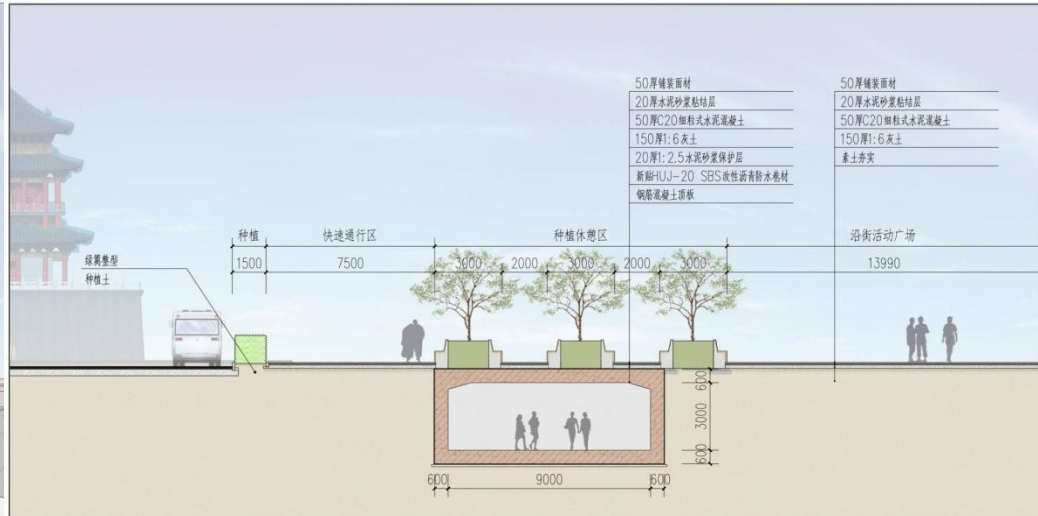 50厚铺装面材
20厚水泥砂浆粘结层
50厚C20细粒式水泥混凝土
150厚1:6灰土
20厚1:2.5水泥砂浆保护层
新贴HUJ-20 SBS改性沥青防水卷材
钢筋混凝土顶板
50厚铺装面材
20厚水泥砂浆粘结层
50厚C20细粒式水泥混凝土
150厚1:6灰土
素土夯实
种植
快速通行区
种植休憩区
沿街活动广场
1500
7500
3000
2000
3000
2000
3000
13990
绿篱整型
种植土
600
3000
600
600
9000
600